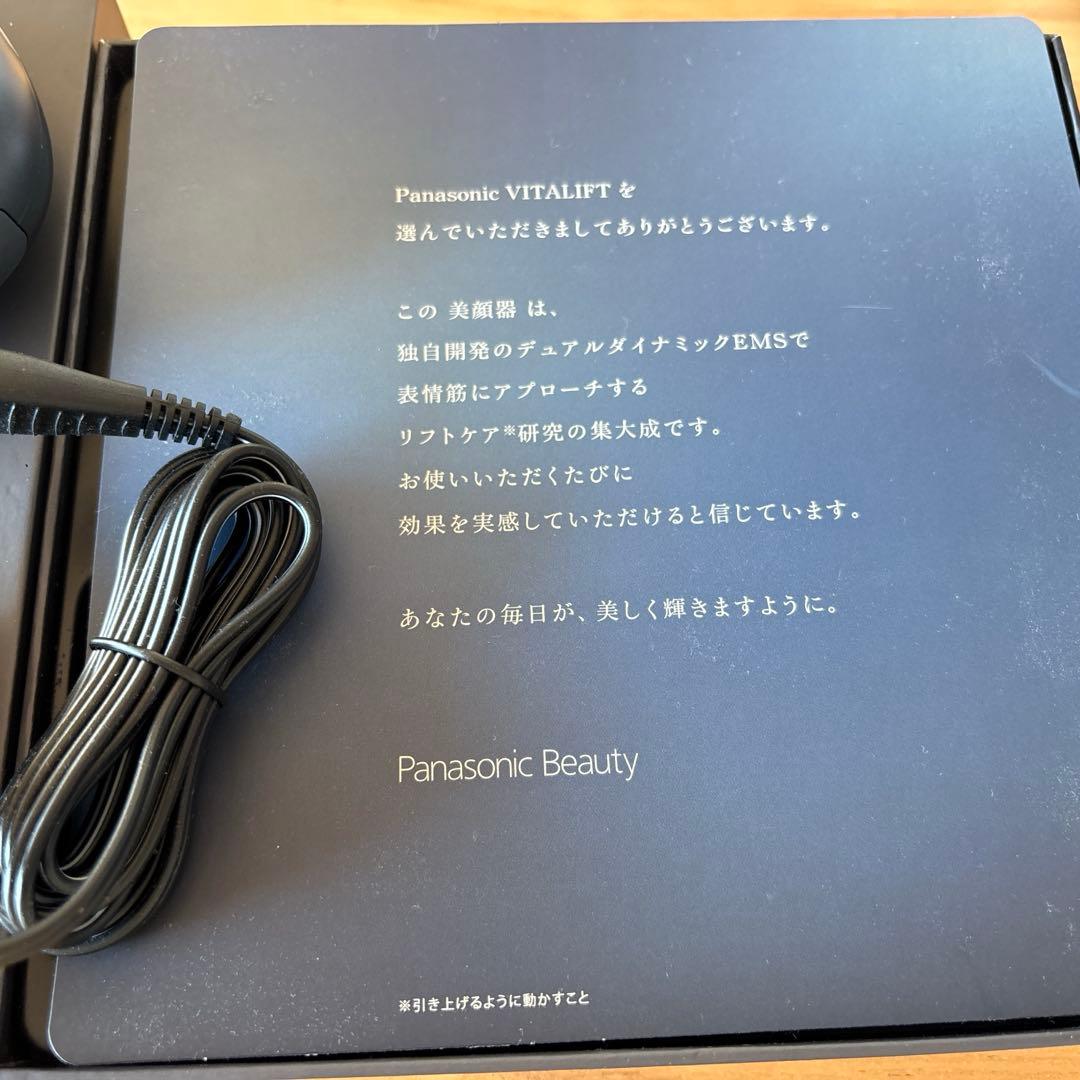 Panasonic VITALIFT を
選んでいただきましてありがとうございます。
この 美顔器 は、
独自開発のデュアルダイナミックEMSで
表情筋にアプローチする
リフトケア※研究の集大成です。
お使いいただくたびに
効果を実感していただけると信じています。
あなたの毎日が、美しく輝きますように。
Panasonic Beauty
※引き上げるように動かすこと